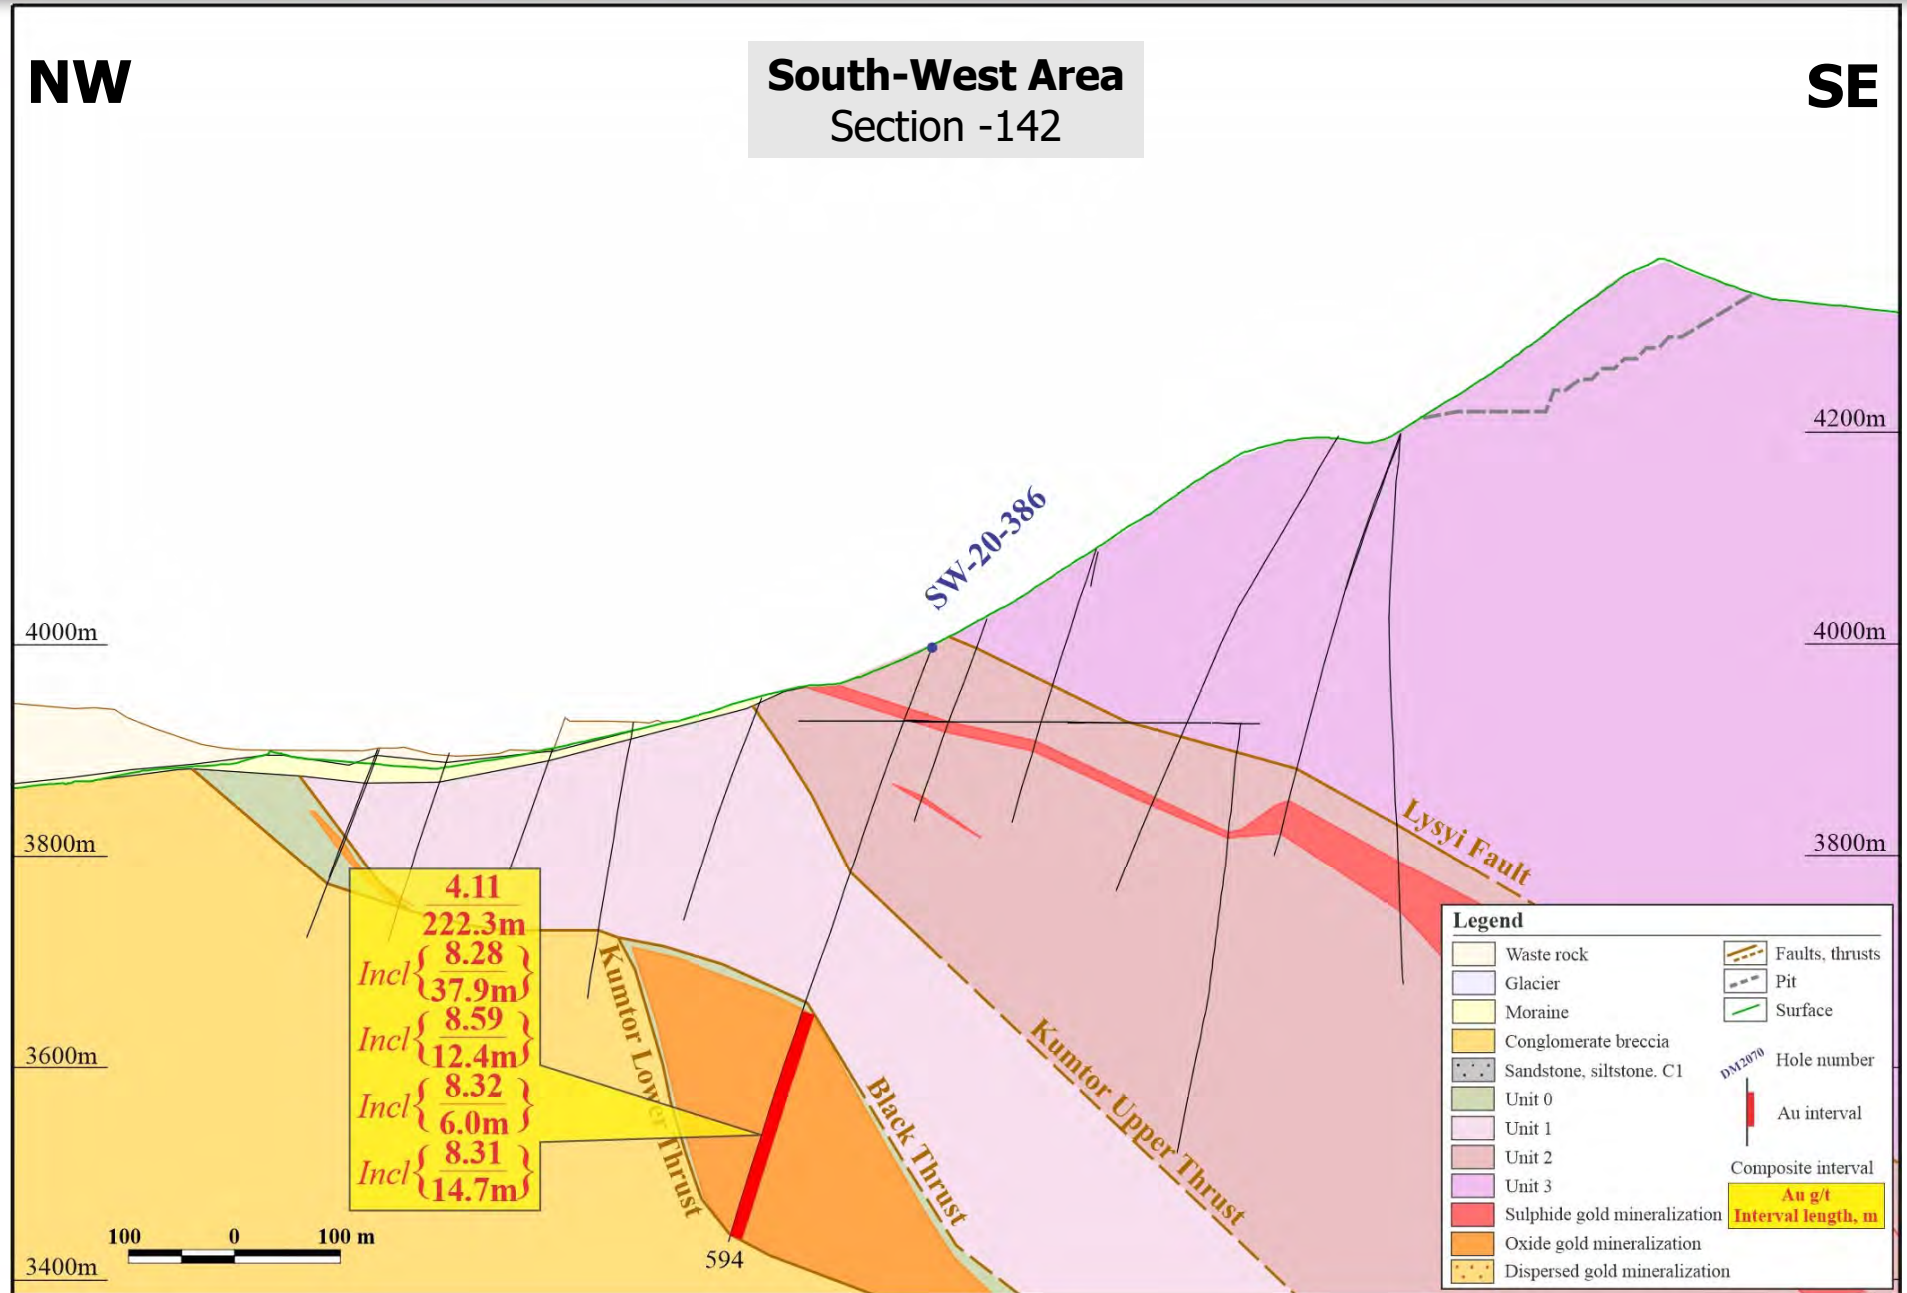 NW
South-West Area
Section -142
SE
4200m
SW-20-386
4000m
4000m
3800m
3800m
Lysyi Fault
4.11
222.3m
Incl { 8.28
37.9m }
Incl { 8.59
12.4m }
Incl { 8.32
6.0m }
Incl { 8.31
14.7m }
3600m
Kumtor Lower Thrust
Black Thrust
Kumtor Upper Thrust
100 0 100 m
594
3400m
Legend
Waste rock
Glacier
Moraine
Conglomerate breccia
Sandstone, siltstone. C1
Unit 0
Unit 1
Unit 2
Unit 3
Sulphide gold mineralization
Oxide gold mineralization
Dispersed gold mineralization
Faults, thrusts
Pit
Surface
DM2070
Hole number
Au interval
Composite interval
Au g/t
Interval length, m